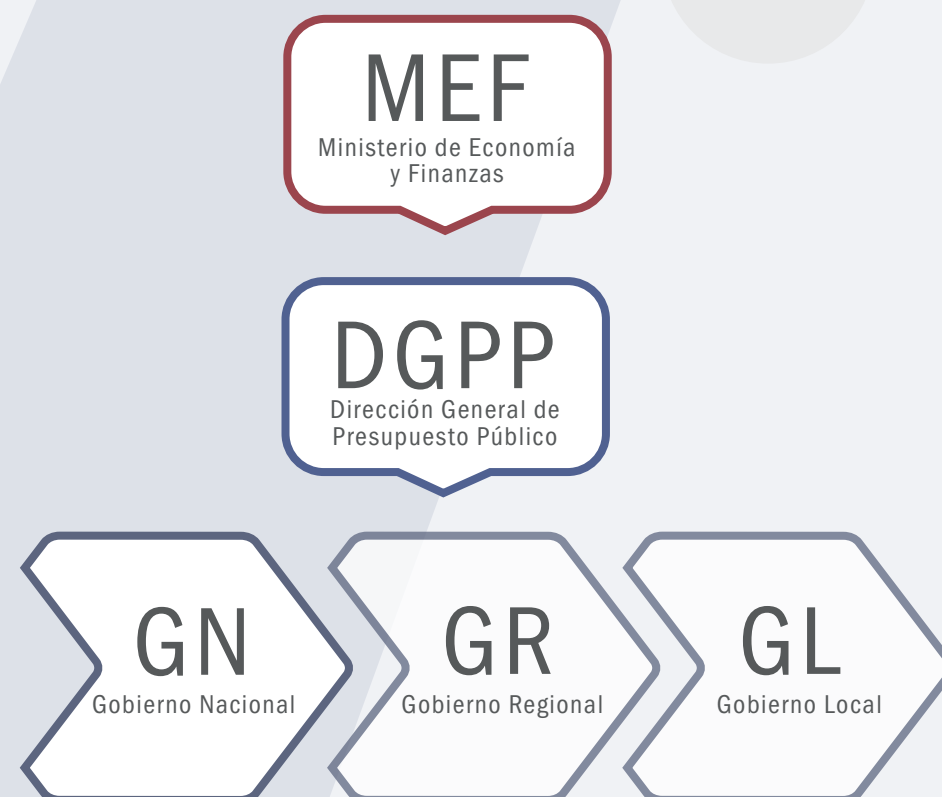 MEF
Ministerio de Economía
y Finanzas
DGPP
Dirección General de
Presupuesto Público
GN
Gobierno Nacional
GR
Gobierno Regional
GL
Gobierno Local